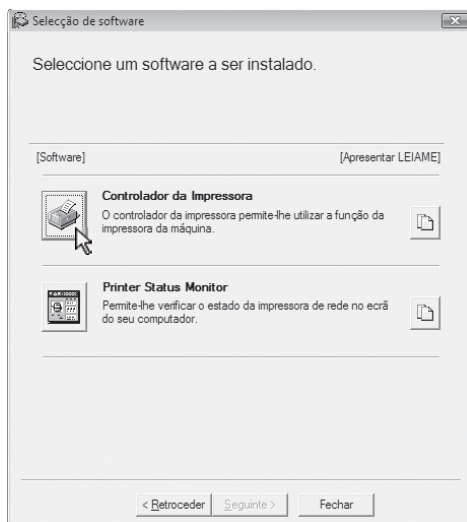 Selecção de software
Seleccione um software a ser instalado.
[Software] [Apresentar LEIAME]
Controlador da Impressora
O controlador da impressora permite-lhe utilizar a função da
impressora da máquina.
Printer Status Monitor
Permite-lhe verificar o estado da impressora de rede no ecrã
do seu computador.
< Retroceder Seguinte > Fechar